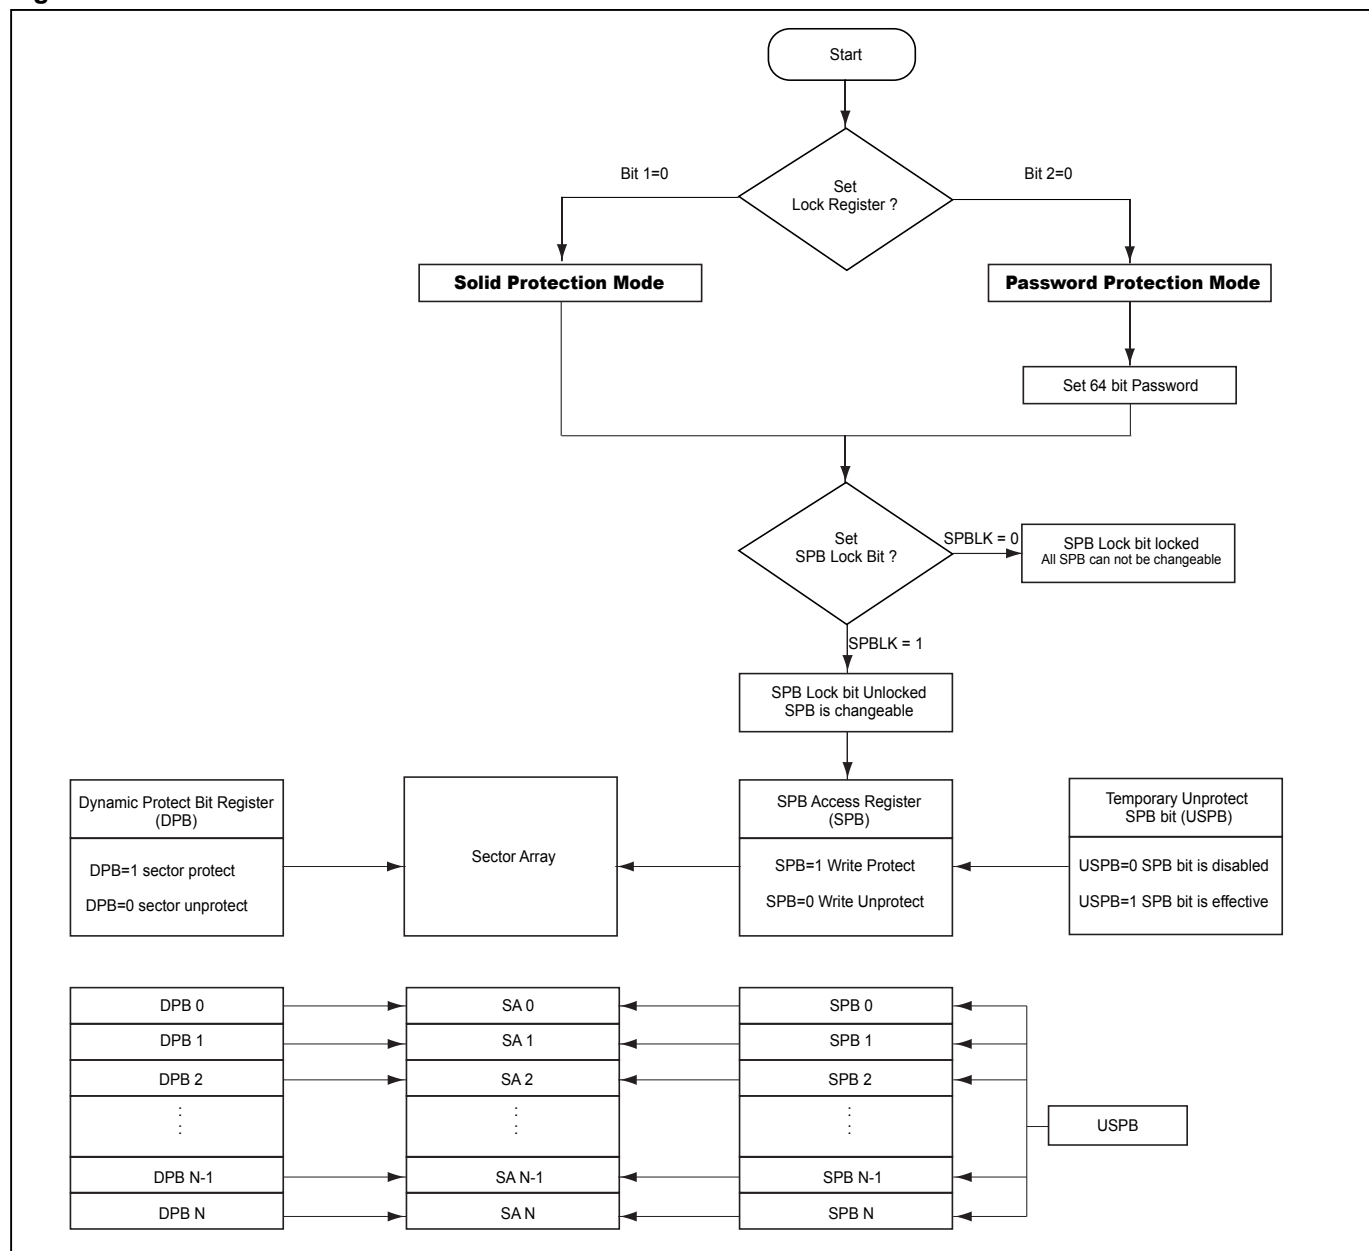 Start
Bit 1=0
Bit 2=0
Set
Lock Register ?
Solid Protection Mode
Password Protection Mode
Set 64 bit Password
Set
SPB Lock Bit ?
SPBLK = 0
SPB Lock bit locked
All SPB can not be changeable
SPBLK = 1
SPB Lock bit Unlocked
SPB is changeable
Dynamic Protect Bit Register
(DPB)
DPB=1 sector protect
DPB=0 sector unprotect
Sector Array
SPB Access Register
(SPB)
SPB=1 Write Protect
SPB=0 Write Unprotect
Temporary Unprotect
SPB bit (USPB)
USPB=0 SPB bit is disabled
USPB=1 SPB bit is effective
DPB 0
SA 0
SPB 0
DPB 1
SA 1
SPB 1
DPB 2
SA 2
SPB 2
USPB
DPB N-1
SA N-1
SPB N-1
DPB N
SA N
SPB N